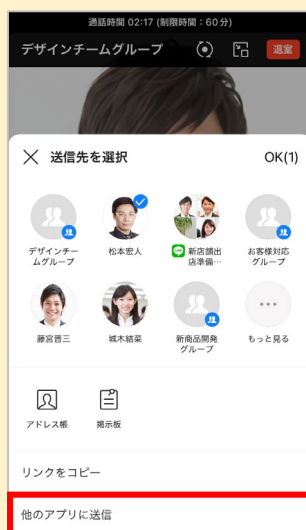 通話時間 02:17 (制限時間：60分)
デザインチームグループ
退室
送信先を選択
OK(1)
デザインチー
ムグループ
松本宏人
新店舗出
店準備…
お客様対応
グループ
藤宮晋三
城木結菜
新商品開発
グループ
もっと見る
アドレス帳
掲示板
リンクをコピー
他のアプリに送信